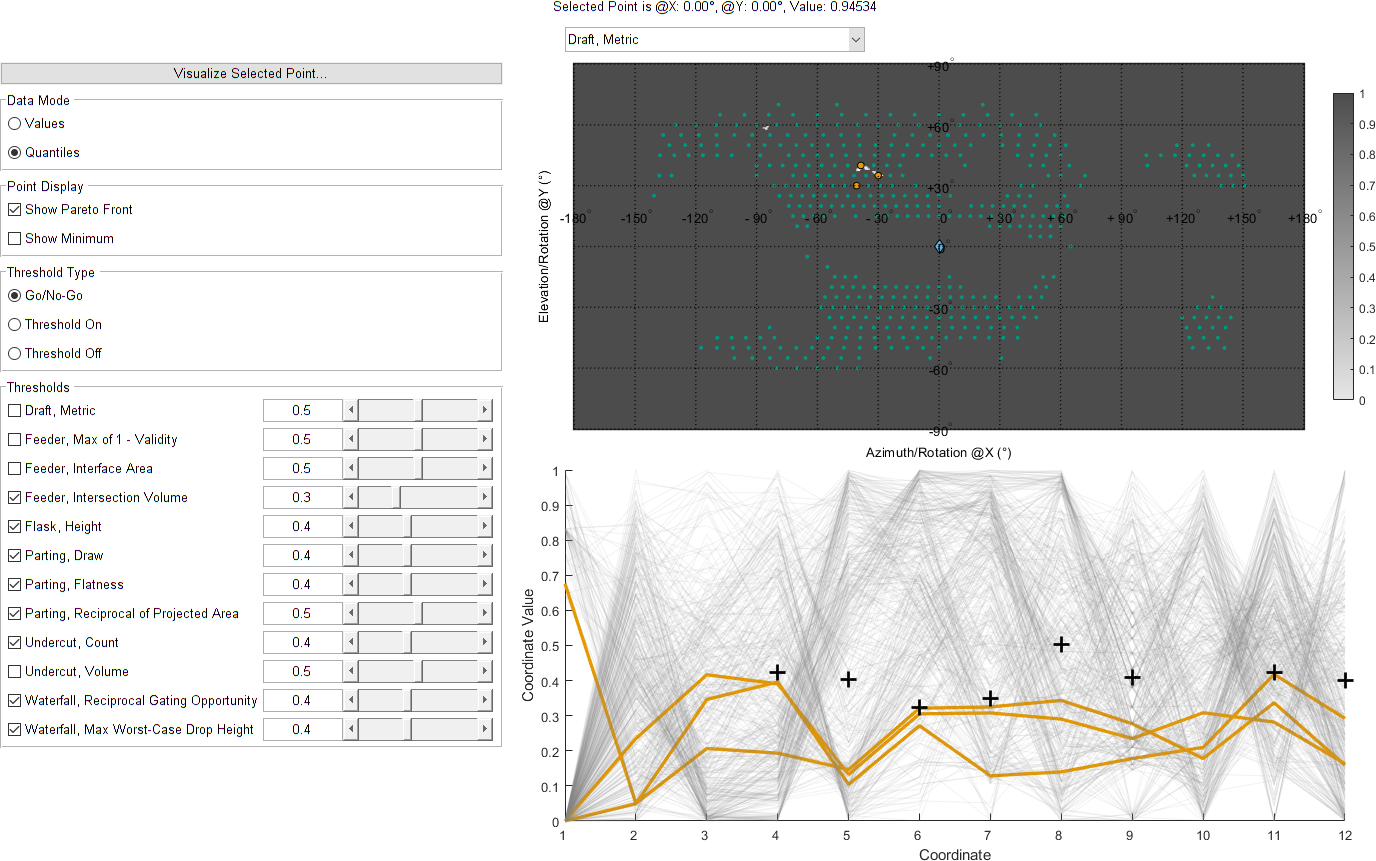 Selected Point is @X: 0.00°, @Y: 0.00°, Value: 0.94534
Draft, Metric
Visualize Selected Point...
Data Mode
Values
Quantiles
Point Display
Show Pareto Front
Show Minimum
Threshold Type
Go/No-Go
Threshold On
Threshold Off
Thresholds
Draft, Metric 0.5
Feeder, Max of 1 - Validity 0.5
Feeder, Interface Area 0.5
Feeder, Intersection Volume 0.3
Flask, Height 0.4
Parting, Draw 0.4
Parting, Flatness 0.4
Parting, Reciprocal of Projected Area 0.5
Undercut, Count 0.4
Undercut, Volume 0.5
Waterfall, Reciprocal Gating Opportunity 0.4
Waterfall, Max Worst-Case Drop Height 0.4
Elevation/Rotation @Y (°)
+90°
+60°
+30°
-180° -150° -120° -90° -60° -30° 0° +30° +60° +90° +120° +150° +180°
-30°
-60°
-90°
Azimuth/Rotation @X (°)
1
0.9
0.8
0.7
0.6
0.5
0.4
0.3
0.2
0.1
0
Coordinate Value
1
0.9
0.8
0.7
0.6
0.5
0.4
0.3
0.2
0.1
0
1 2 3 4 5 6 7 8 9 10 11 12
Coordinate